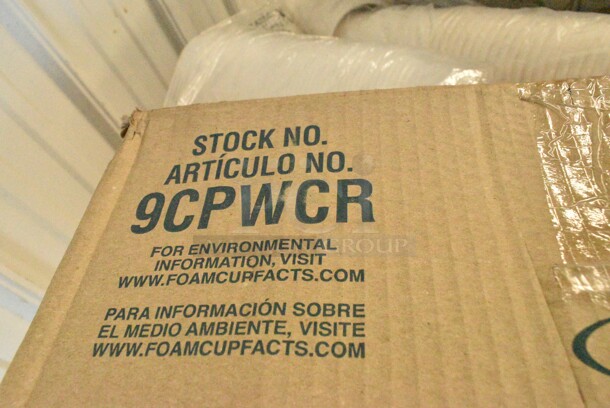 STOCK NO.
ARTÍCULO NO.
9CPWCR
FOR ENVIRONMENTAL
INFORMATION, VISIT
WWW.FOAMCUPFACTS.COM
PARA INFORMACIÓN SOBRE
EL MEDIO AMBIENTE, VISITE
WWW.FOAMCUPFACTS.COM